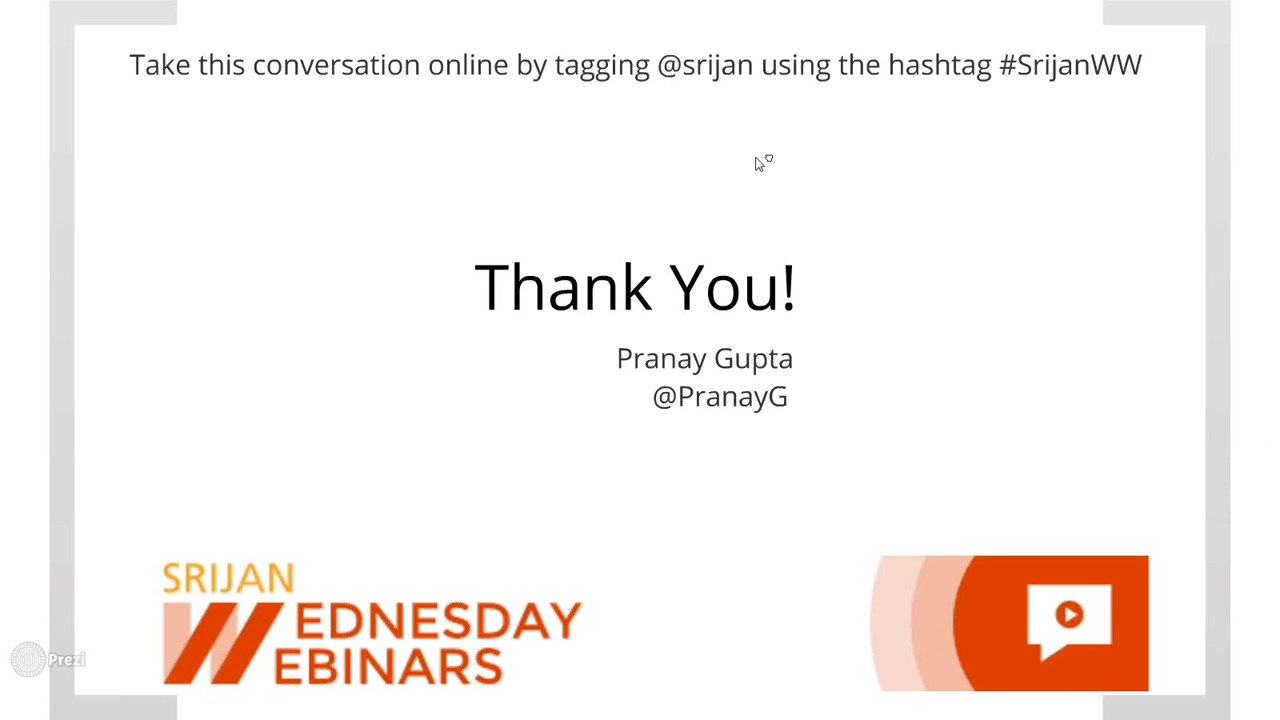 Take this conversation online by tagging @srijan using the hashtag #SrijanWW
Thank You!
Pranay Gupta
@PranayG
SRIJAN
WEDNESDAY
WEBINARS
Prezi